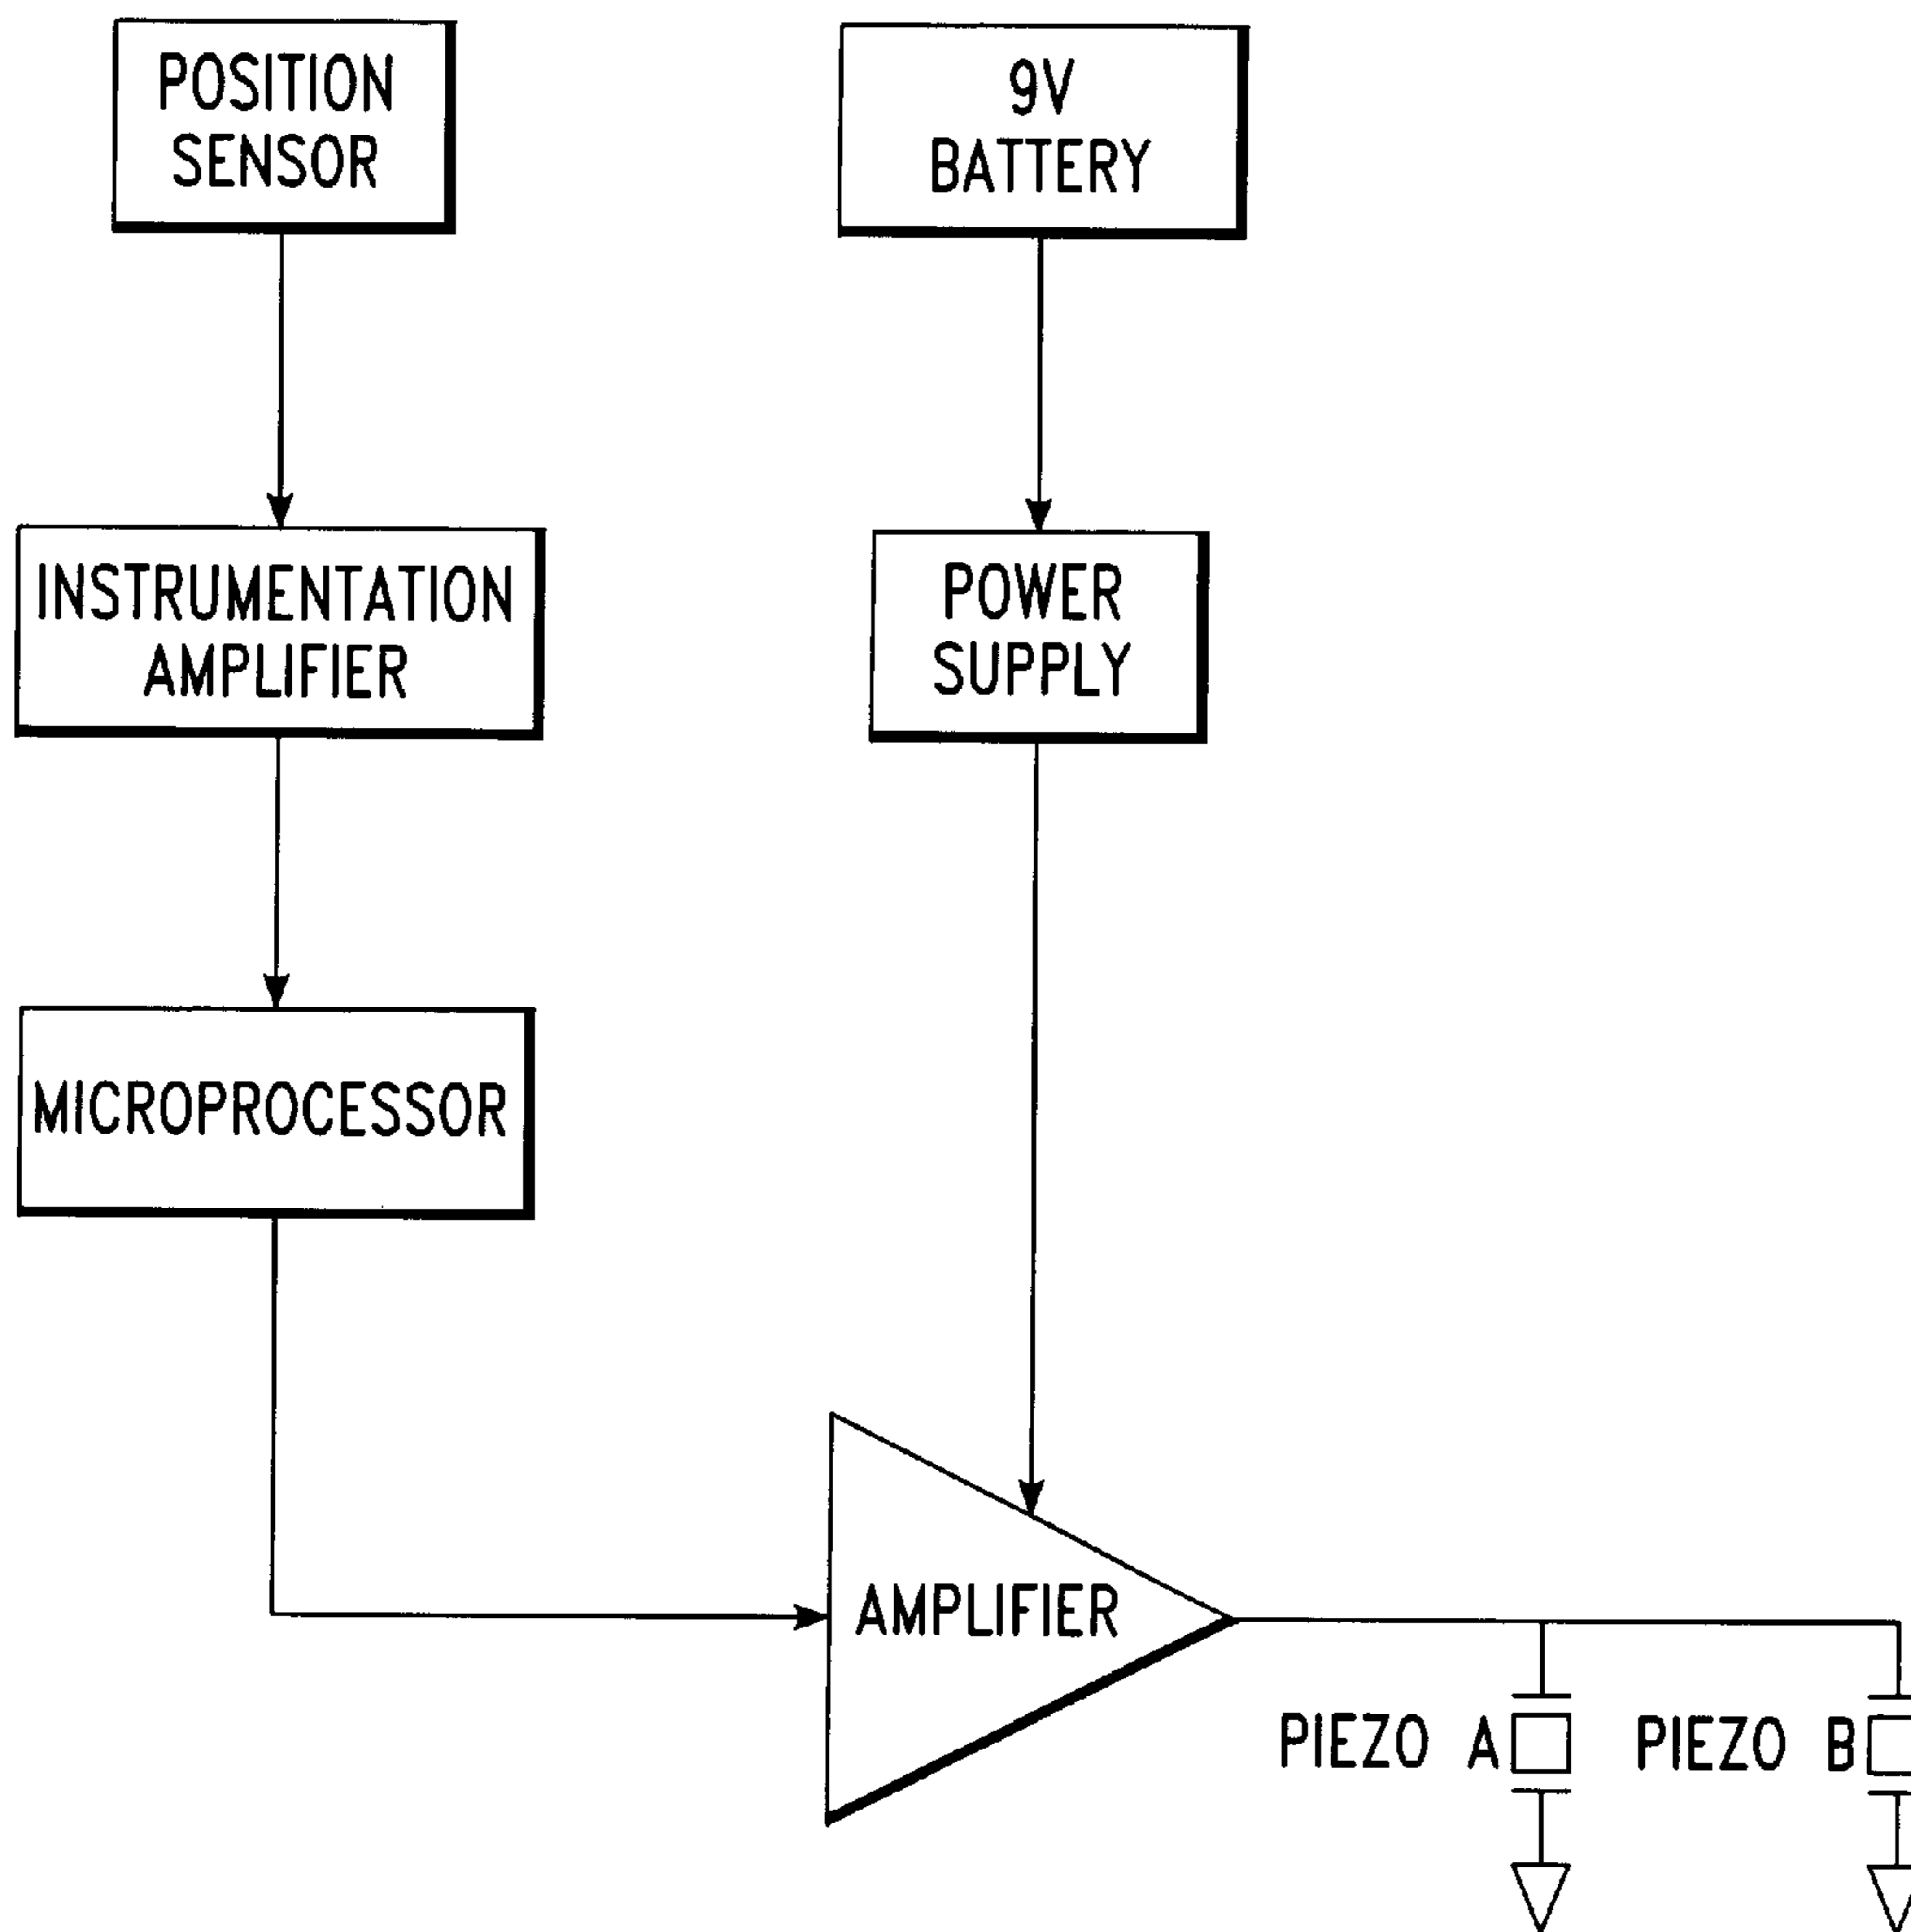 POSITION
SENSOR
9V
BATTERY
INSTRUMENTATION
AMPLIFIER
POWER
SUPPLY
MICROPROCESSOR
AMPLIFIER
PIEZO A
PIEZO B